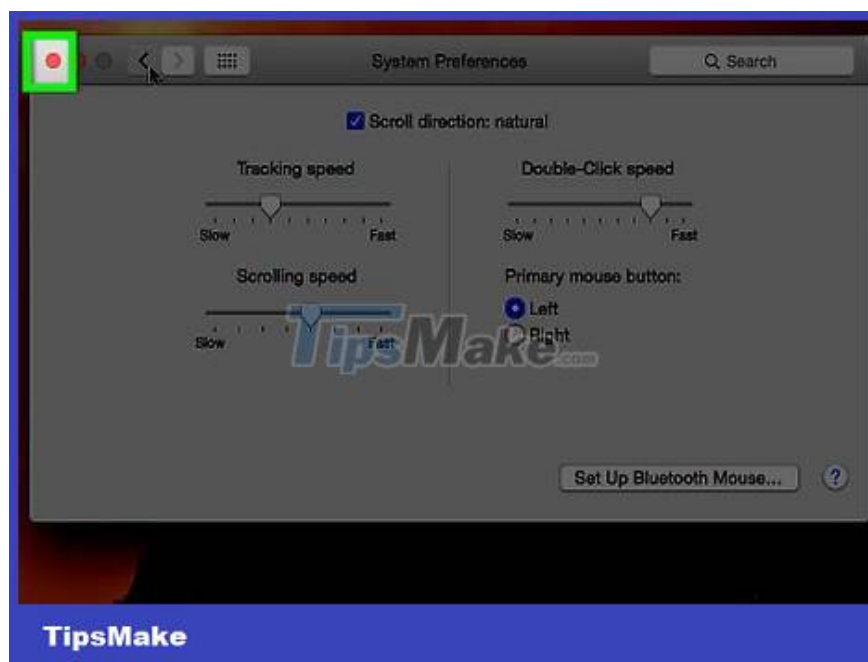 System Preferences
Search
Scroll direction: natural
Tracking speed
Double-Click speed
Slow
Fast
Slow
Fast
Scrolling speed
Primary mouse button:
Left
Slow
Fast
Right
TipsMake.com
Set Up Bluetooth Mouse...
?
TipsMake